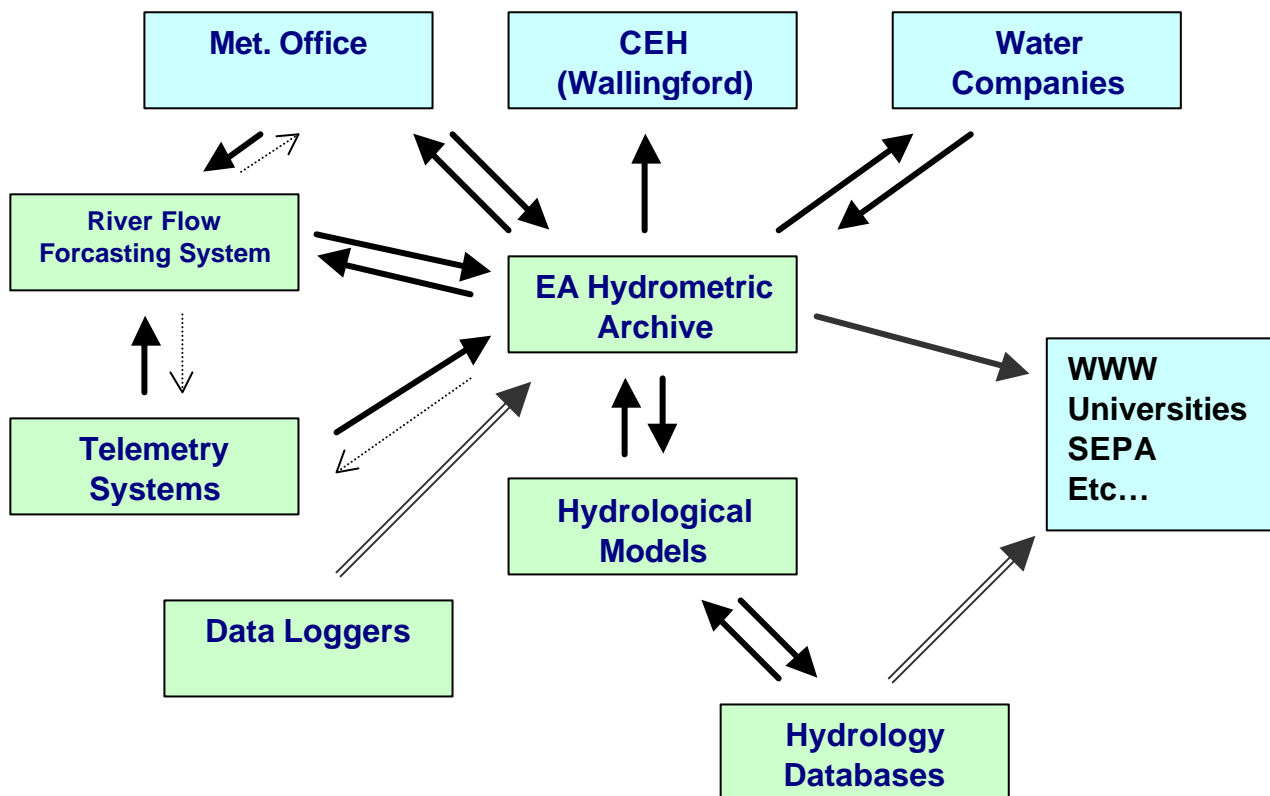 Met. Office
CEH
(Wallingford)
Water
Companies
River Flow
Forcasting System
EA Hydrometric
Archive
WWW
Universities
SEPA
Etc…
Telemetry
Systems
Hydrological
Models
Data Loggers
Hydrology
Databases